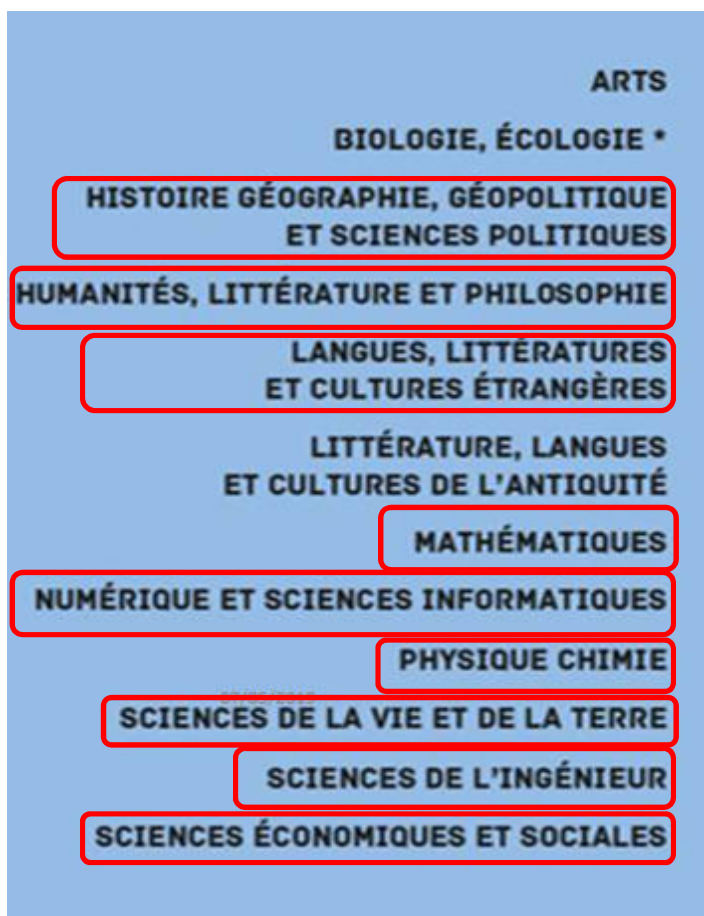 ARTS
BIOLOGIE, ÉCOLOGIE *
HISTOIRE GÉOGRAPHIE, GÉOPOLITIQUE
ET SCIENCES POLITIQUES
HUMANITÉS, LITTÉRATURE ET PHILOSOPHIE
LANGUES, LITTÉRATURES
ET CULTURES ÉTRANGÈRES
LITTÉRATURE, LANGUES
ET CULTURES DE L'ANTIQUITÉ
MATHÉMATIQUES
NUMÉRIQUE ET SCIENCES INFORMATIQUES
PHYSIQUE CHIMIE
SCIENCES DE LA VIE ET DE LA TERRE
SCIENCES DE L'INGÉNIEUR
SCIENCES ÉCONOMIQUES ET SOCIALES